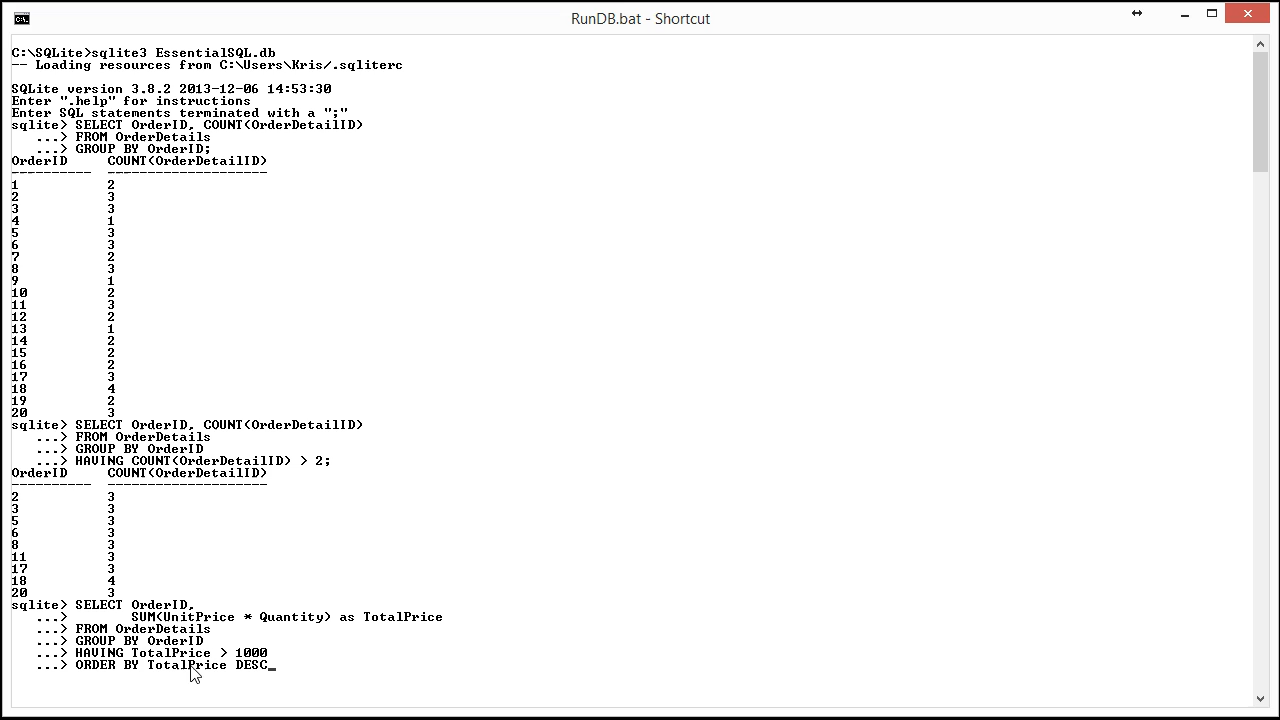 RunDB.bat - Shortcut
C:\SQLite>sqlite3 EssentialSQL.db
-- Loading resources from C:\Users\Kris/.sqliterc
SQLite version 3.8.2 2013-12-06 14:53:30
Enter ".help" for instructions
Enter SQL statements terminated with a ";"
sqlite> SELECT OrderID, COUNT(OrderDetailID)
...> FROM OrderDetails
...> GROUP BY OrderID;
OrderID COUNT(OrderDetailID)
---------- --------------------
1 2
2 3
3 3
4 1
5 3
6 3
7 2
8 3
9 1
10 2
11 3
12 2
13 1
14 2
15 2
16 2
17 3
18 4
19 2
20 3
sqlite> SELECT OrderID, COUNT(OrderDetailID)
...> FROM OrderDetails
...> GROUP BY OrderID
...> HAVING COUNT(OrderDetailID) > 2;
OrderID COUNT(OrderDetailID)
---------- --------------------
2 3
3 3
5 3
6 3
8 3
11 3
17 3
18 4
20 3
sqlite> SELECT OrderID,
...> SUM(UnitPrice * Quantity) as TotalPrice
...> FROM OrderDetails
...> GROUP BY OrderID
...> HAVING TotalPrice > 1000
...> ORDER BY TotalPrice DESC_